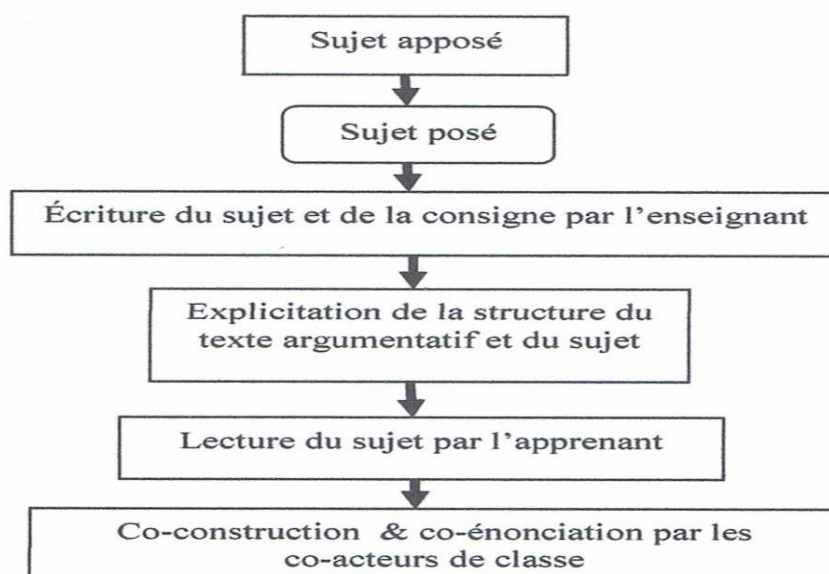 Sujet apposé
Sujet posé
Écriture du sujet et de la consigne par l'enseignant
Explicitation de la structure du
texte argumentatif et du sujet
Lecture du sujet par l'apprenant
Co-construction & co-énonciation par les
co-acteurs de classe